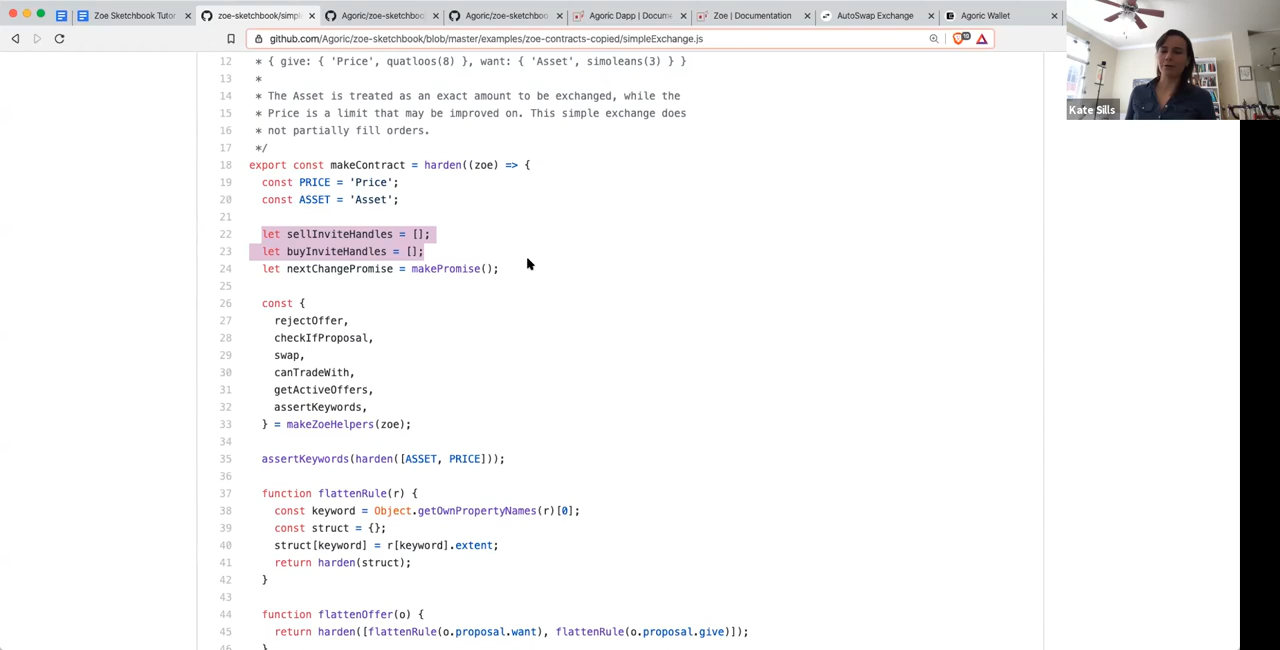 Zoe Sketchbook Tutor
zoe-sketchbook/simpl
Agoric/zoe-sketchboo
Agoric/zoe-sketchboo
Agoric Dapp | Docume
Zoe | Documentation
AutoSwap Exchange
Agoric Wallet
github.com/Agoric/zoe-sketchbook/blob/master/examples/zoe-contracts-copied/simpleExchange.js
10
Kate Sills
12 * { give: { 'Price', quatloos(8) }, want: { 'Asset', simoleans(3) } }
13 *
14 * The Asset is treated as an exact amount to be exchanged, while the
15 * Price is a limit that may be improved on. This simple exchange does
16 * not partially fill orders.
17 */
18 export const makeContract = harden((zoe) => {
19 const PRICE = 'Price';
20 const ASSET = 'Asset';
21
22 let sellInviteHandles = [];
23 let buyInviteHandles = [];
24 let nextChangePromise = makePromise();
25
26 const {
27 rejectOffer,
28 checkIfProposal,
29 swap,
30 canTradeWith,
31 getActiveOffers,
32 assertKeywords,
33 } = makeZoeHelpers(zoe);
34
35 assertKeywords(harden([ASSET, PRICE]));
36
37 function flattenRule(r) {
38 const keyword = Object.getOwnPropertyNames(r)[0];
39 const struct = {};
40 struct[keyword] = r[keyword].extent;
41 return harden(struct);
42 }
43
44 function flattenOffer(o) {
45 return harden([flattenRule(o.proposal.want), flattenRule(o.proposal.give)]);
46 }